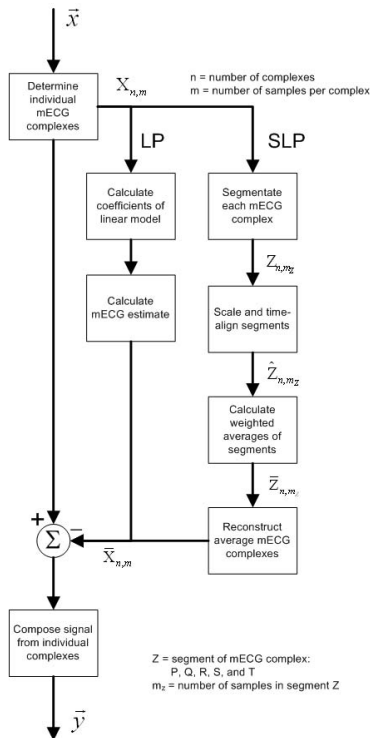 x⃗
Determine
individual
mECG
complexes
X_{n,m}
n = number of complexes
m = number of samples per complex
LP
SLP
Calculate
coefficients of
linear model
Segmentate
each mECG
complex
Z_{n,m_Z}
Calculate
mECG estimate
Scale and time-
align segments
Ẑ_{n,m_Z}
Calculate
weighted
averages of
segments
Z̅_{n,m_z}
+
−
Σ
X̅_{n,m}
Reconstruct
average mECG
complexes
Compose signal
from individual
complexes
Z = segment of mECG complex:
P, Q, R, S, and T
m_z = number of samples in segment Z
y⃗